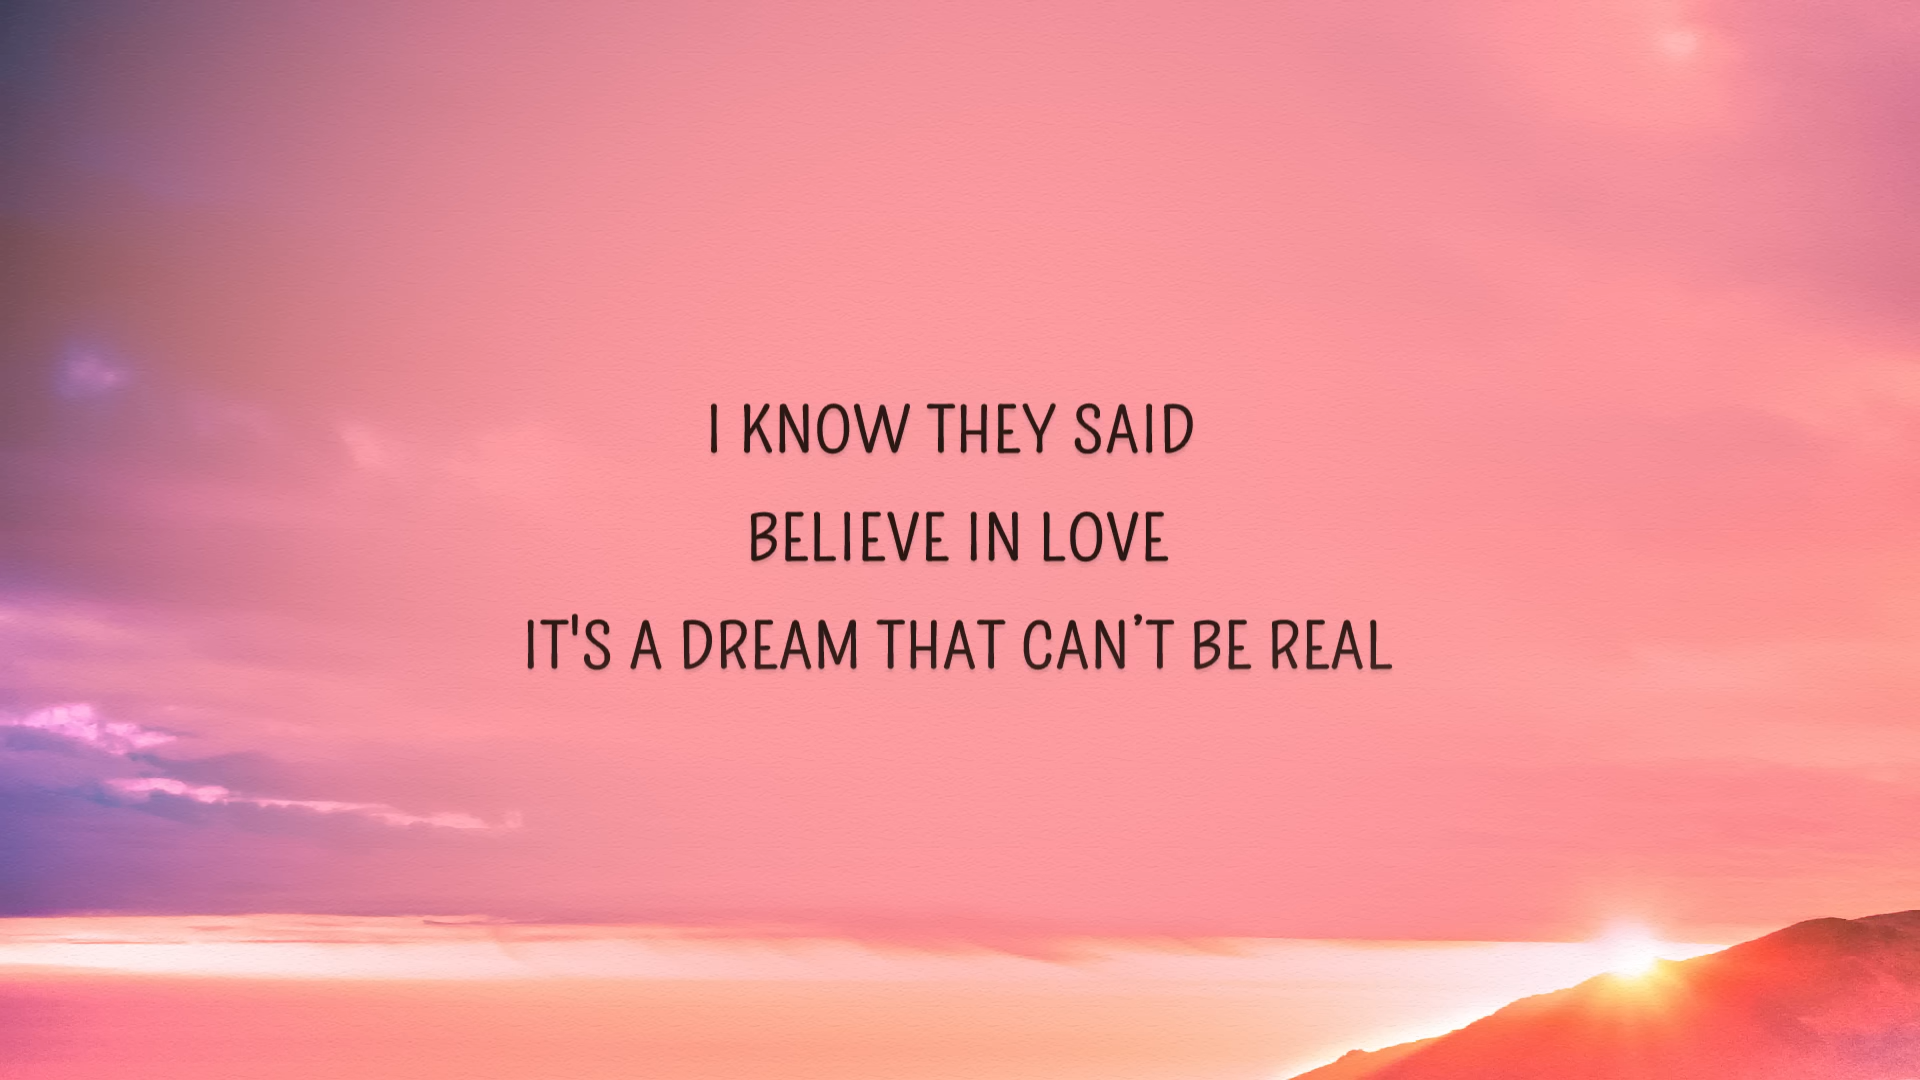 I KNOW THEY SAID
BELIEVE IN LOVE
IT'S A DREAM THAT CAN’T BE REAL